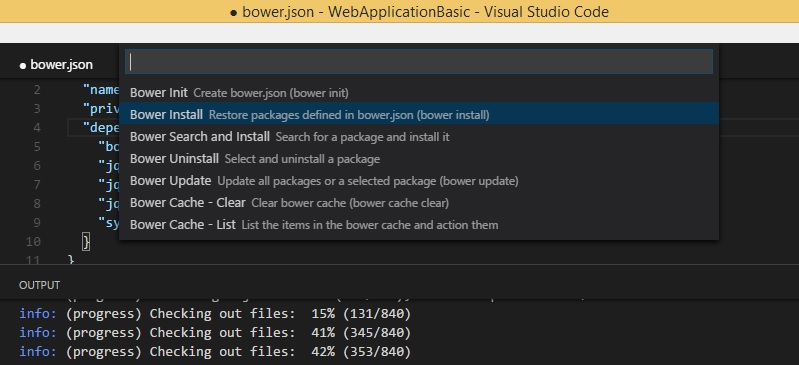 ● bower.json - WebApplicationBasic - Visual Studio Code
● bower.json
Bower Init Create bower.json (bower init)
Bower Install Restore packages defined in bower.json (bower install)
Bower Search and Install Search for a package and install it
Bower Uninstall Select and uninstall a package
Bower Update Update all packages or a selected package (bower update)
Bower Cache - Clear Clear bower cache (bower cache clear)
Bower Cache - List List the items in the bower cache and action them
2 "name
3 "priv
4 "depe
5 "bo
6 "jq
7 "jq
8 "jq
9 "sy
10 }
11 }
OUTPUT
info: (progress) Checking out files: 15% (131/840)
info: (progress) Checking out files: 41% (345/840)
info: (progress) Checking out files: 42% (353/840)